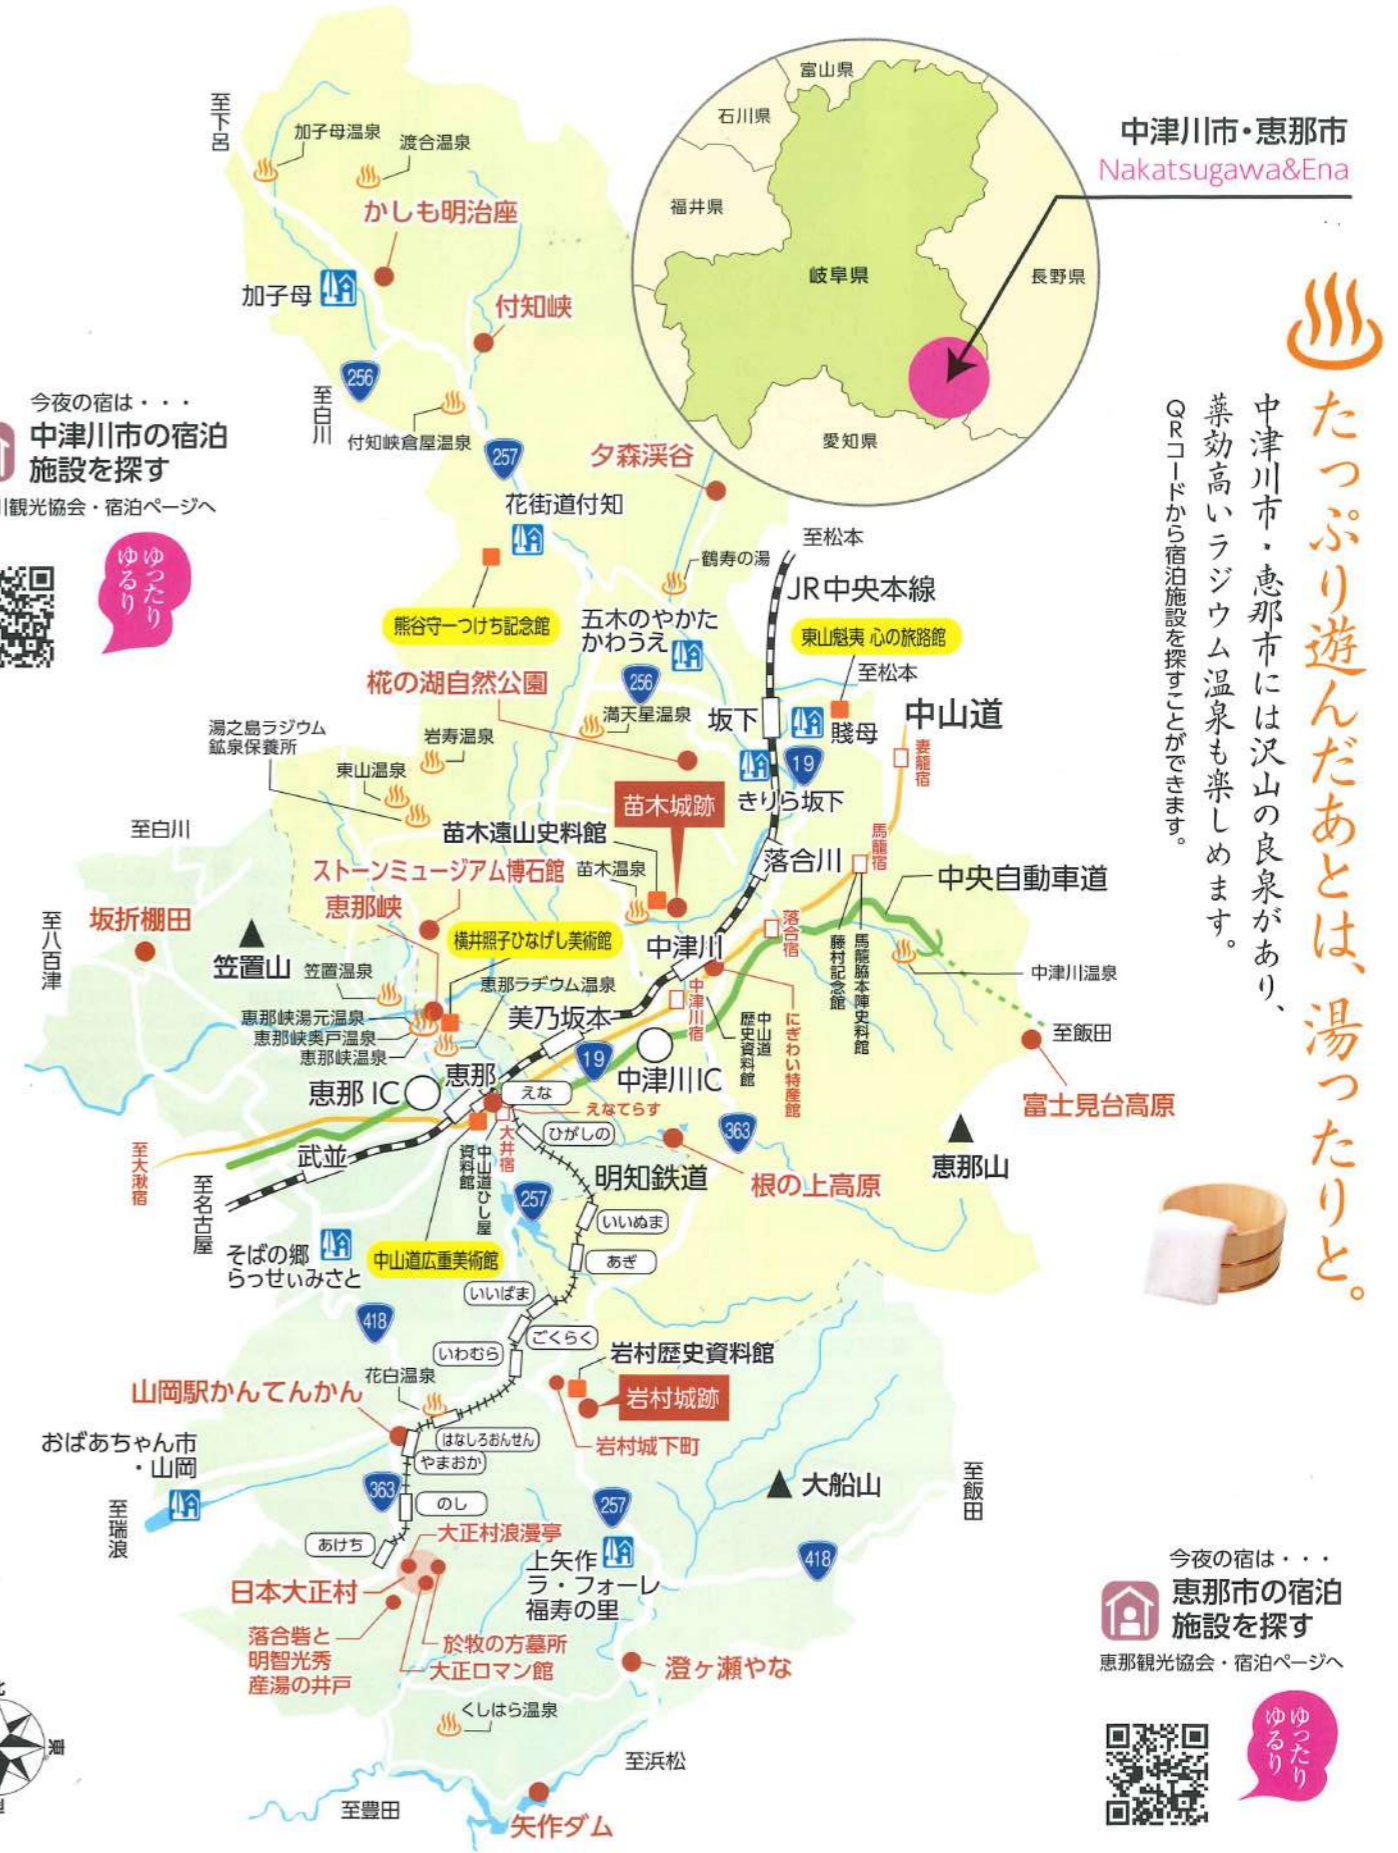 富山県
石川県
福井県
岐阜県
長野県
愛知県
中津川市・恵那市
Nakatsugawa&Ena
たっぷり遊んだあとは、湯ったりと。
中津川市・恵那市には沢山の良泉があり、
薬効高いラジウム温泉も楽しめます。
QRコードから宿泊施設を探すことができます。
至下呂
加子母温泉
渡合温泉
かしも明治座
加子母
付知峡
256
至白川
付知峡倉屋温泉
257
今夜の宿は・・・
中津川市の宿泊
施設を探す
川観光協会・宿泊ページへ
ゆったり
ゆるり
夕森渓谷
花街道付知
至松本
鶴寿の湯
JR中央本線
熊谷守一つけち記念館
五木のやかた
かわうえ
東山魁夷 心の旅路館
至松本
椛の湖自然公園
256
中山道
満天星温泉
坂下
賤母
妻籠宿
湯之島ラジウム
鉱泉保養所
岩寿温泉
東山温泉
19
きりら坂下
苗木城跡
至白川
苗木遠山史料館
馬籠宿
落合川
ストーンミュージアム博石館
苗木温泉
中央自動車道
恵那峡
坂折棚田
至八百津
落合宿
横井照子ひなげし美術館
中津川
藤村記念館
馬籠脇本陣史料館
笠置山
笠置温泉
中津川温泉
恵那ラヂウム温泉
中津川宿
恵那峡湯元温泉
美乃坂本
中山道
歴史資料館
にぎわい特産館
恵那峡奥戸温泉
恵那峡温泉
至飯田
19
中津川IC
恵那
恵那IC
えな
えなてらす
富士見台高原
ひがしの
363
大井宿
武並
至大湫宿
中山道ひし屋
資料館
恵那山
明知鉄道
根の上高原
至名古屋
257
いいぬま
そばの郷
らっせぃみさと
中山道広重美術館
あぎ
いいばま
418
ごくらく
いわむら
岩村歴史資料館
花白温泉
山岡駅かんてんかん
岩村城跡
はなしろおんせん
岩村城下町
おばあちゃん市
・山岡
やまおか
大船山
至飯田
363
のし
257
至瑞浪
あけち
大正村浪漫亭
上矢作
ラ・フォーレ
福寿の里
418
日本大正村
落合砦と
明智光秀
産湯の井戸
於牧の方墓所
大正ロマン館
澄ヶ瀬やな
くしはら温泉
至浜松
至豊田
矢作ダム
東
今夜の宿は・・・
恵那市の宿泊
施設を探す
恵那観光協会・宿泊ページへ
ゆったり
ゆるり